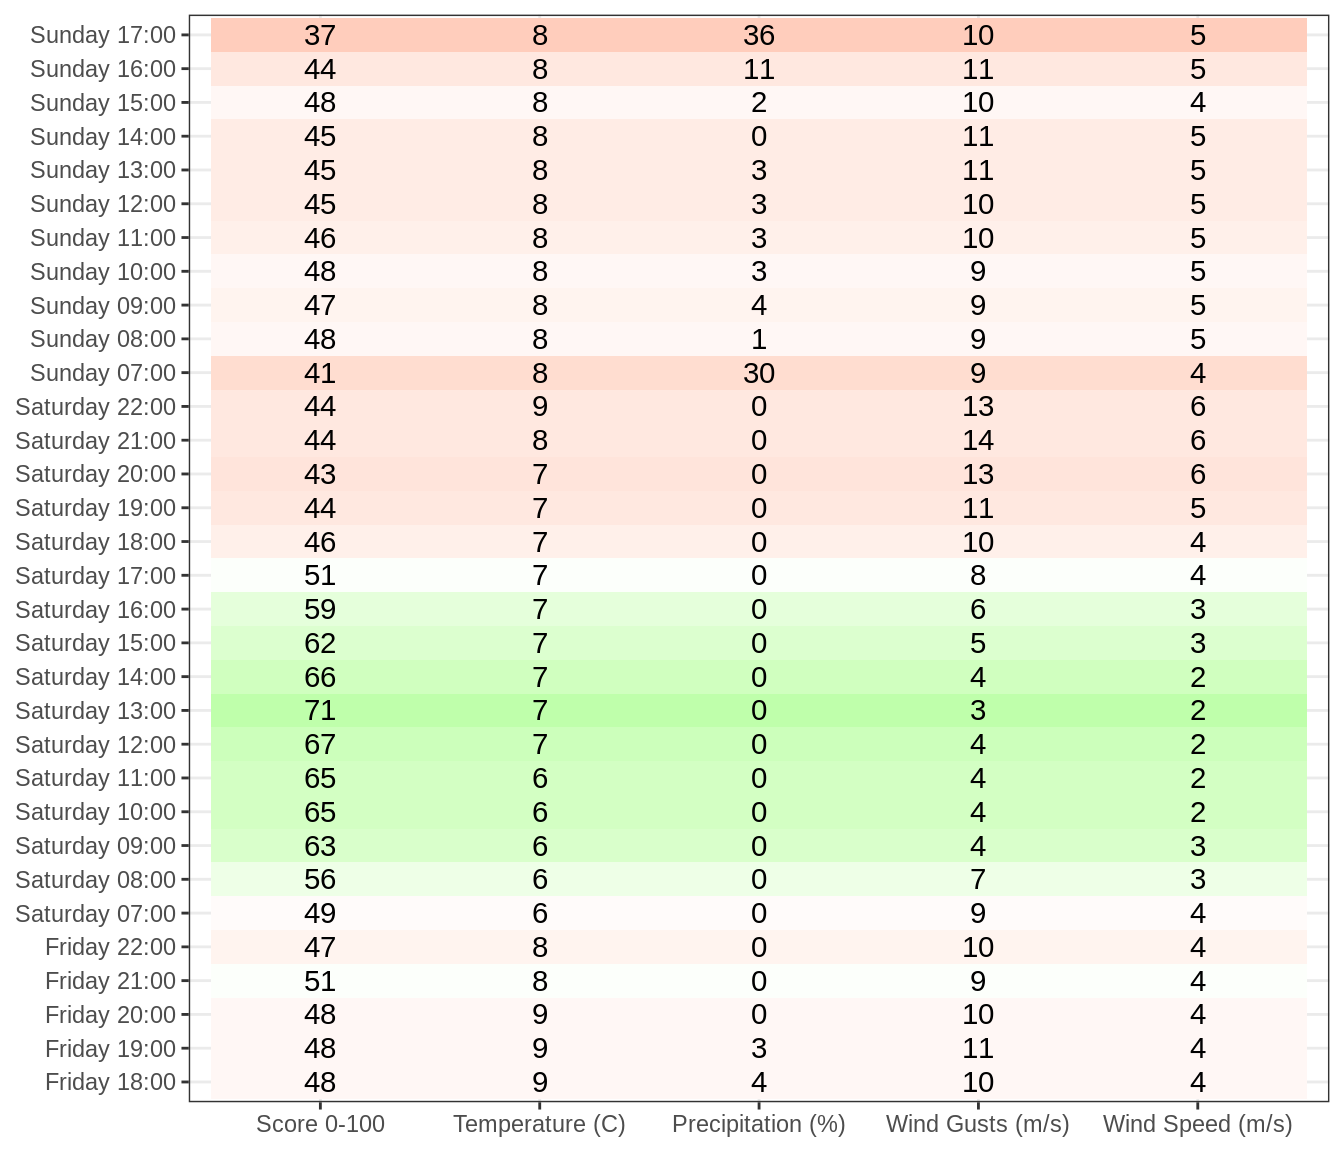 Sunday 17:00 37 8 36 10 5
Sunday 16:00 44 8 11 11 5
Sunday 15:00 48 8 2 10 4
Sunday 14:00 45 8 0 11 5
Sunday 13:00 45 8 3 11 5
Sunday 12:00 45 8 3 10 5
Sunday 11:00 46 8 3 10 5
Sunday 10:00 48 8 3 9 5
Sunday 09:00 47 8 4 9 5
Sunday 08:00 48 8 1 9 5
Sunday 07:00 41 8 30 9 4
Saturday 22:00 44 9 0 13 6
Saturday 21:00 44 8 0 14 6
Saturday 20:00 43 7 0 13 6
Saturday 19:00 44 7 0 11 5
Saturday 18:00 46 7 0 10 4
Saturday 17:00 51 7 0 8 4
Saturday 16:00 59 7 0 6 3
Saturday 15:00 62 7 0 5 3
Saturday 14:00 66 7 0 4 2
Saturday 13:00 71 7 0 3 2
Saturday 12:00 67 7 0 4 2
Saturday 11:00 65 6 0 4 2
Saturday 10:00 65 6 0 4 2
Saturday 09:00 63 6 0 4 3
Saturday 08:00 56 6 0 7 3
Saturday 07:00 49 6 0 9 4
Friday 22:00 47 8 0 10 4
Friday 21:00 51 8 0 9 4
Friday 20:00 48 9 0 10 4
Friday 19:00 48 9 3 11 4
Friday 18:00 48 9 4 10 4
Score 0-100 Temperature (C) Precipitation (%) Wind Gusts (m/s) Wind Speed (m/s)